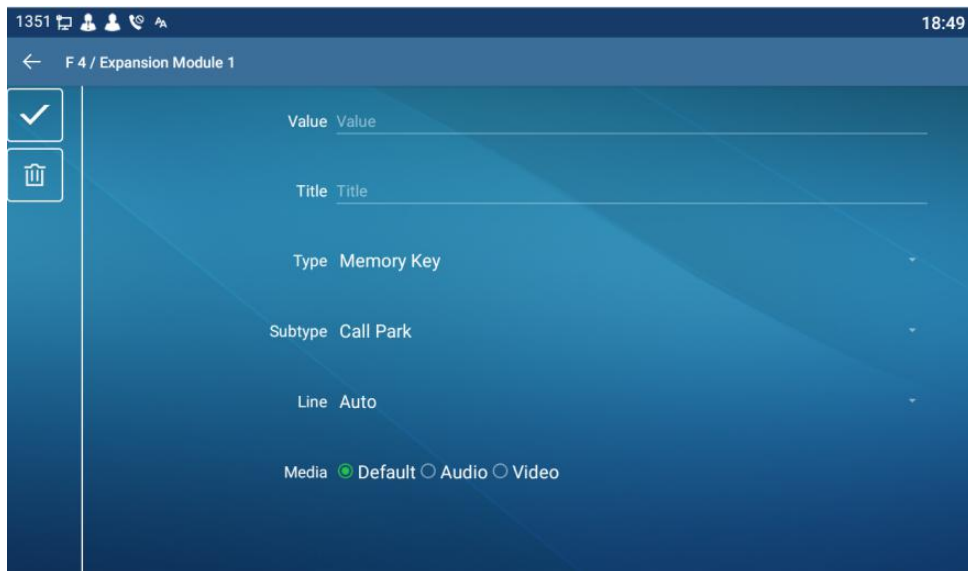 1351 AA 18:49
F 4 / Expansion Module 1
Value Value
Title Title
Type Memory Key
Subtype Call Park
Line Auto
Media Default Audio Video